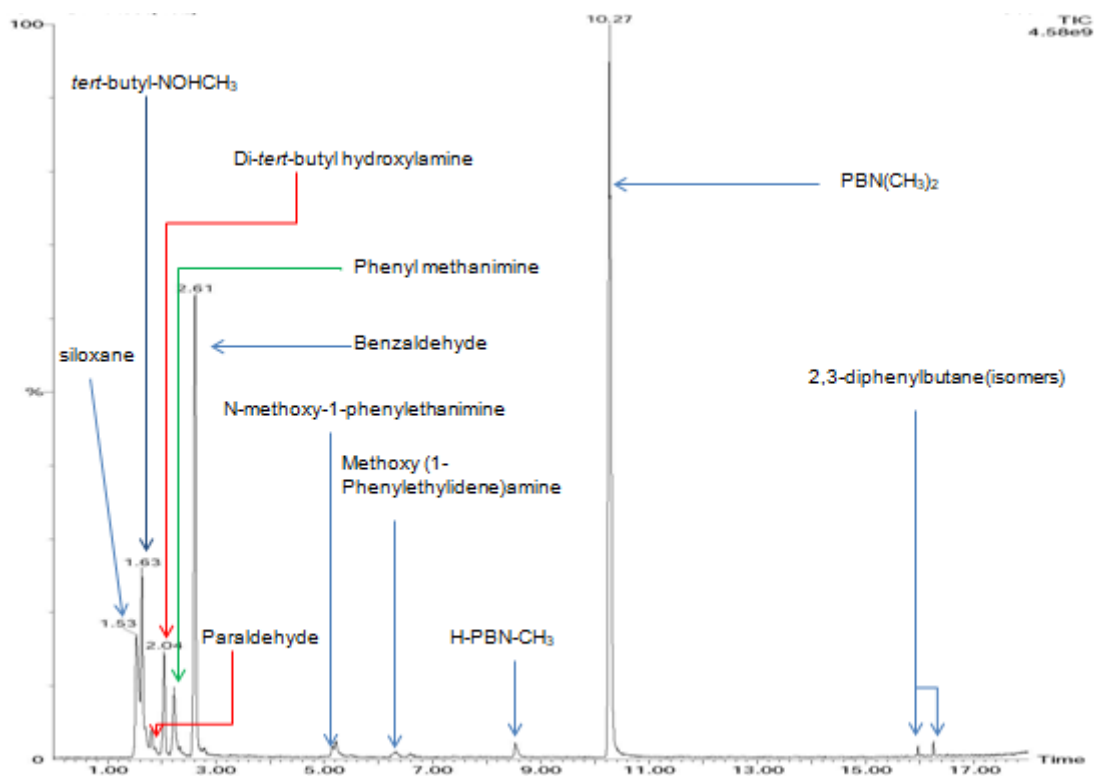 100
10.27
TIC
4.58e9
tert-butyl-NOHCH₃
Di-tert-butyl hydroxylamine
PBN(CH₃)₂
Phenyl methanimine
2.61
Benzaldehyde
siloxane
2,3-diphenylbutane(isomers)
%
N-methoxy-1-phenylethanimine
Methoxy (1-
Phenylethylidene)amine
1.63
1.53
Paraldehyde
H-PBN-CH₃
2.04
0
Time
1.00
3.00
5.00
7.00
9.00
11.00
13.00
15.00
17.00